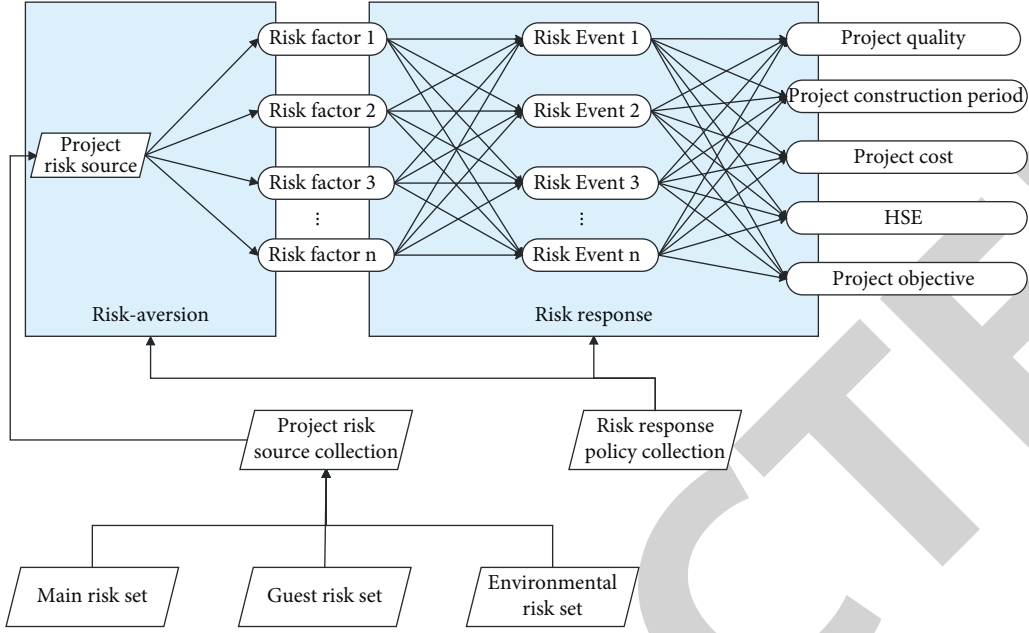 Risk factor 1
Risk Event 1
Project quality
Risk factor 2
Risk Event 2
Project construction period
Project
risk source
Risk factor 3
Risk Event 3
Project cost
⋮
⋮
HSE
Risk factor n
Risk Event n
Project objective
Risk-aversion
Risk response
Project risk
source collection
Risk response
policy collection
Main risk set
Guest risk set
Environmental
risk set